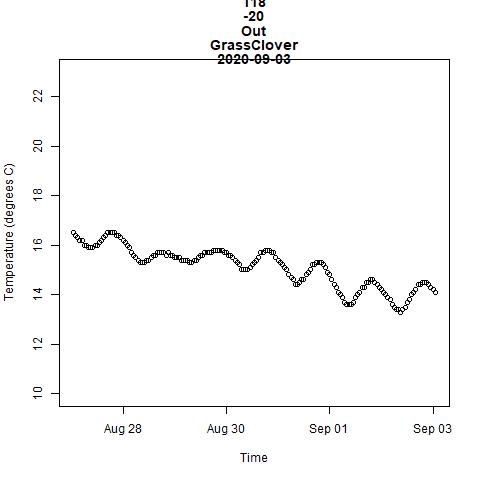 T18
-20
Out
GrassClover
2020-09-03
Temperature (degrees C)
22
20
18
16
14
12
10
Aug 28
Aug 30
Sep 01
Sep 03
Time